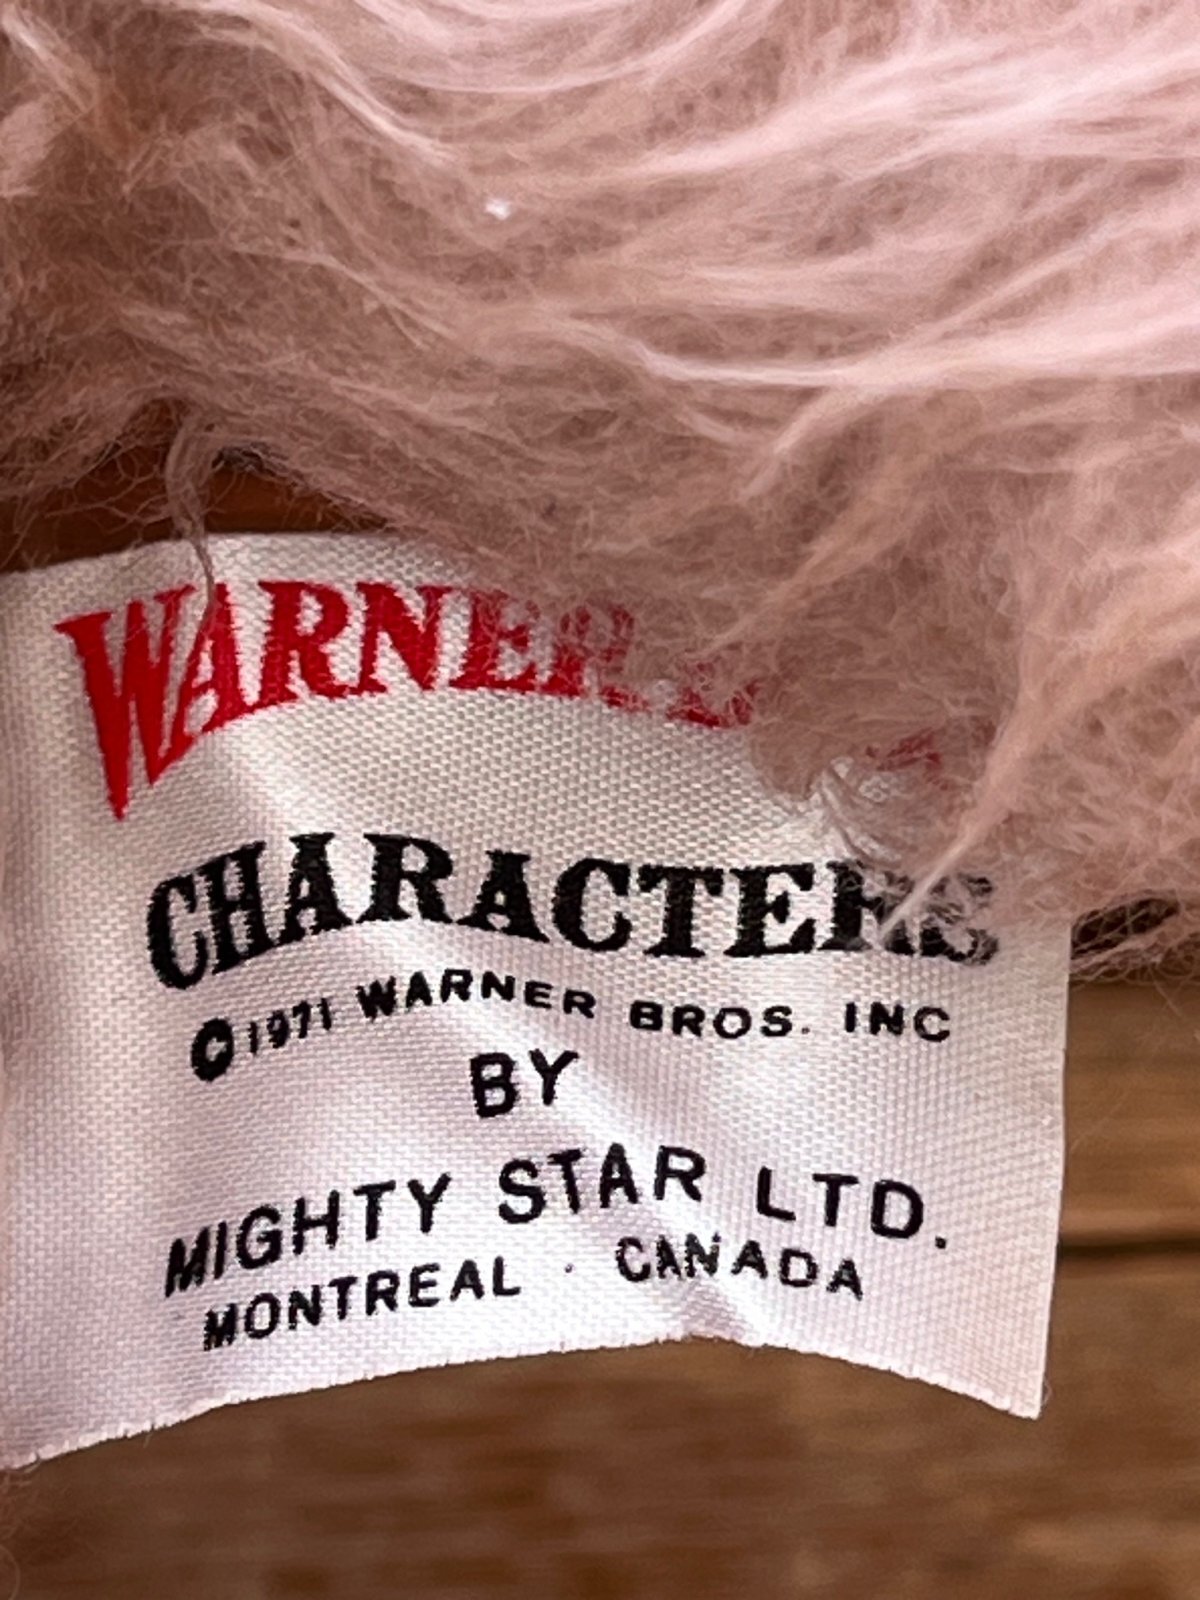 WARNER
CHARACTERS
©1971 WARNER BROS. INC
BY
MIGHTY STAR LTD.
MONTREAL · CANADA